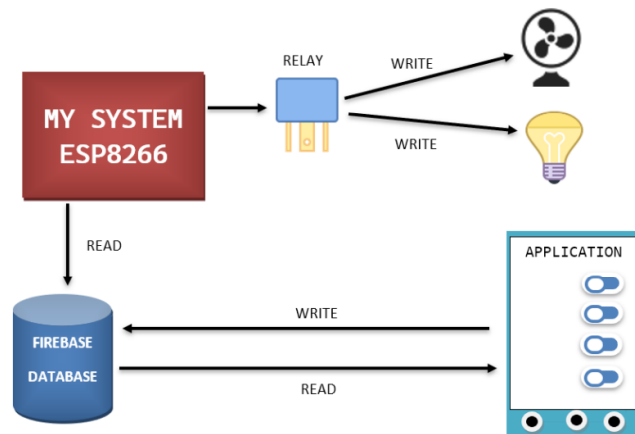 RELAY
WRITE
MY SYSTEM
ESP8266
WRITE
READ
APPLICATION
WRITE
FIREBASE
DATABASE
READ